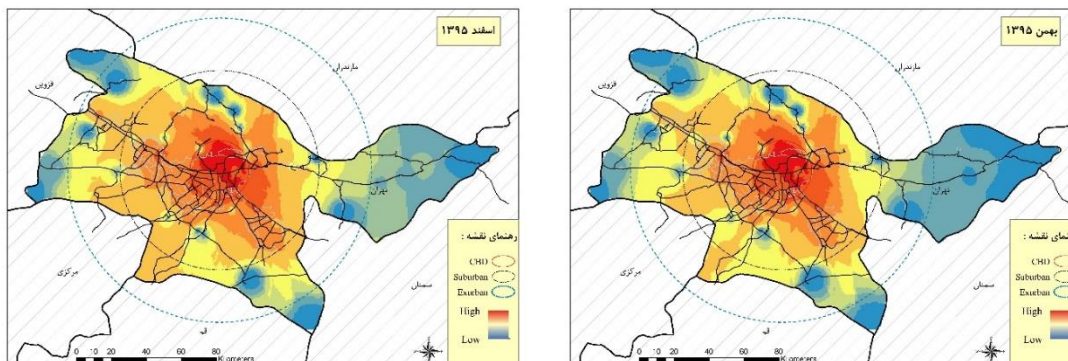 اسفند ۱۳۹۵
مازندران
قزوین
تهران
مرکزی
سمنان
قم
رهنمای نقشه :
CBD
Suburban
Exurban
High
Low
0 10 20 40 60 80
Kilometers
بهمن ۱۳۹۵
مازندران
قزوین
تهران
مرکزی
سمنان
قم
نمای نقشه :
CBD
Suburban
Exurban
High
Low
0 10 20 40 60 80
Kilometers